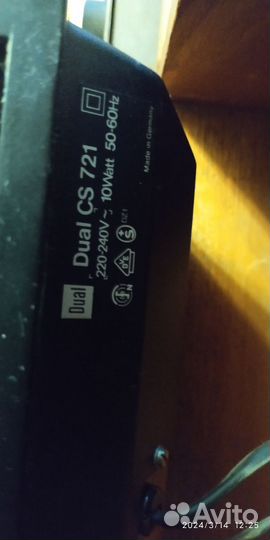 Dual
Dual CS 721
220-240V~ 10Watt 50-60Hz
Made in Germany
2024/3/14 12:25
Avito